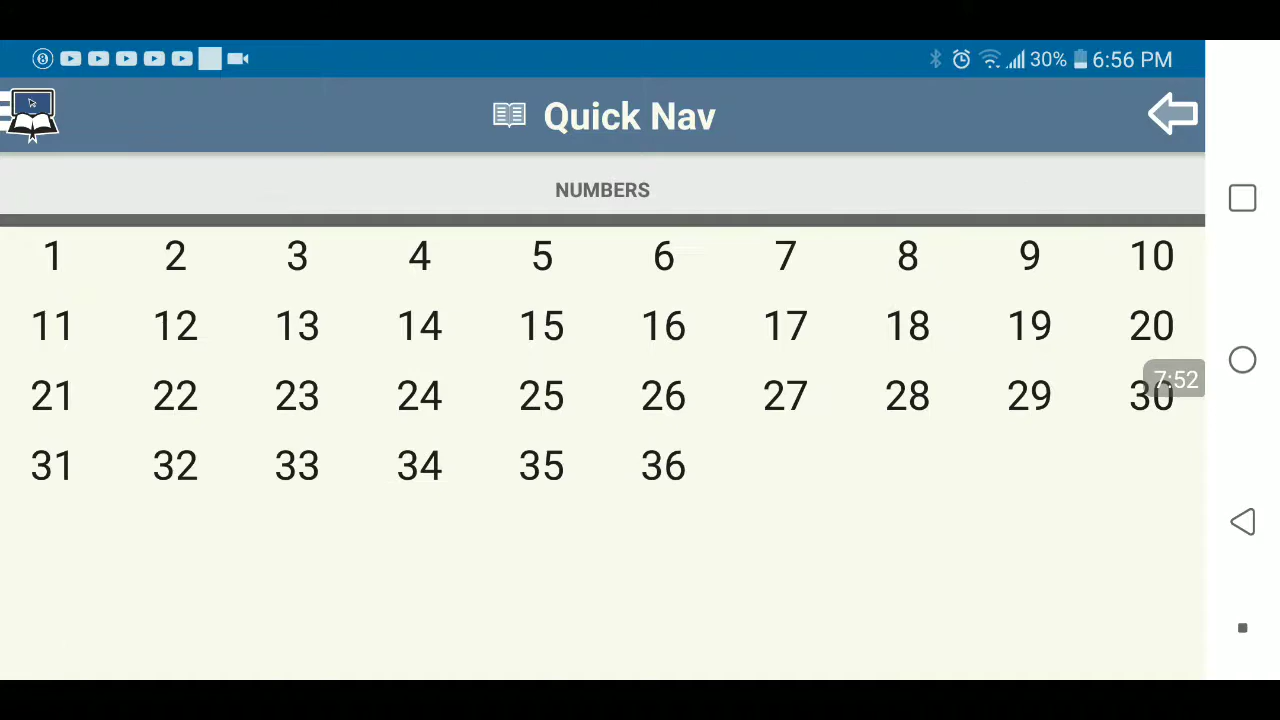 30% 6:56 PM
Quick Nav
NUMBERS
1 2 3 4 5 6 7 8 9 10
11 12 13 14 15 16 17 18 19 20
21 22 23 24 25 26 27 28 29 30
7:52
31 32 33 34 35 36